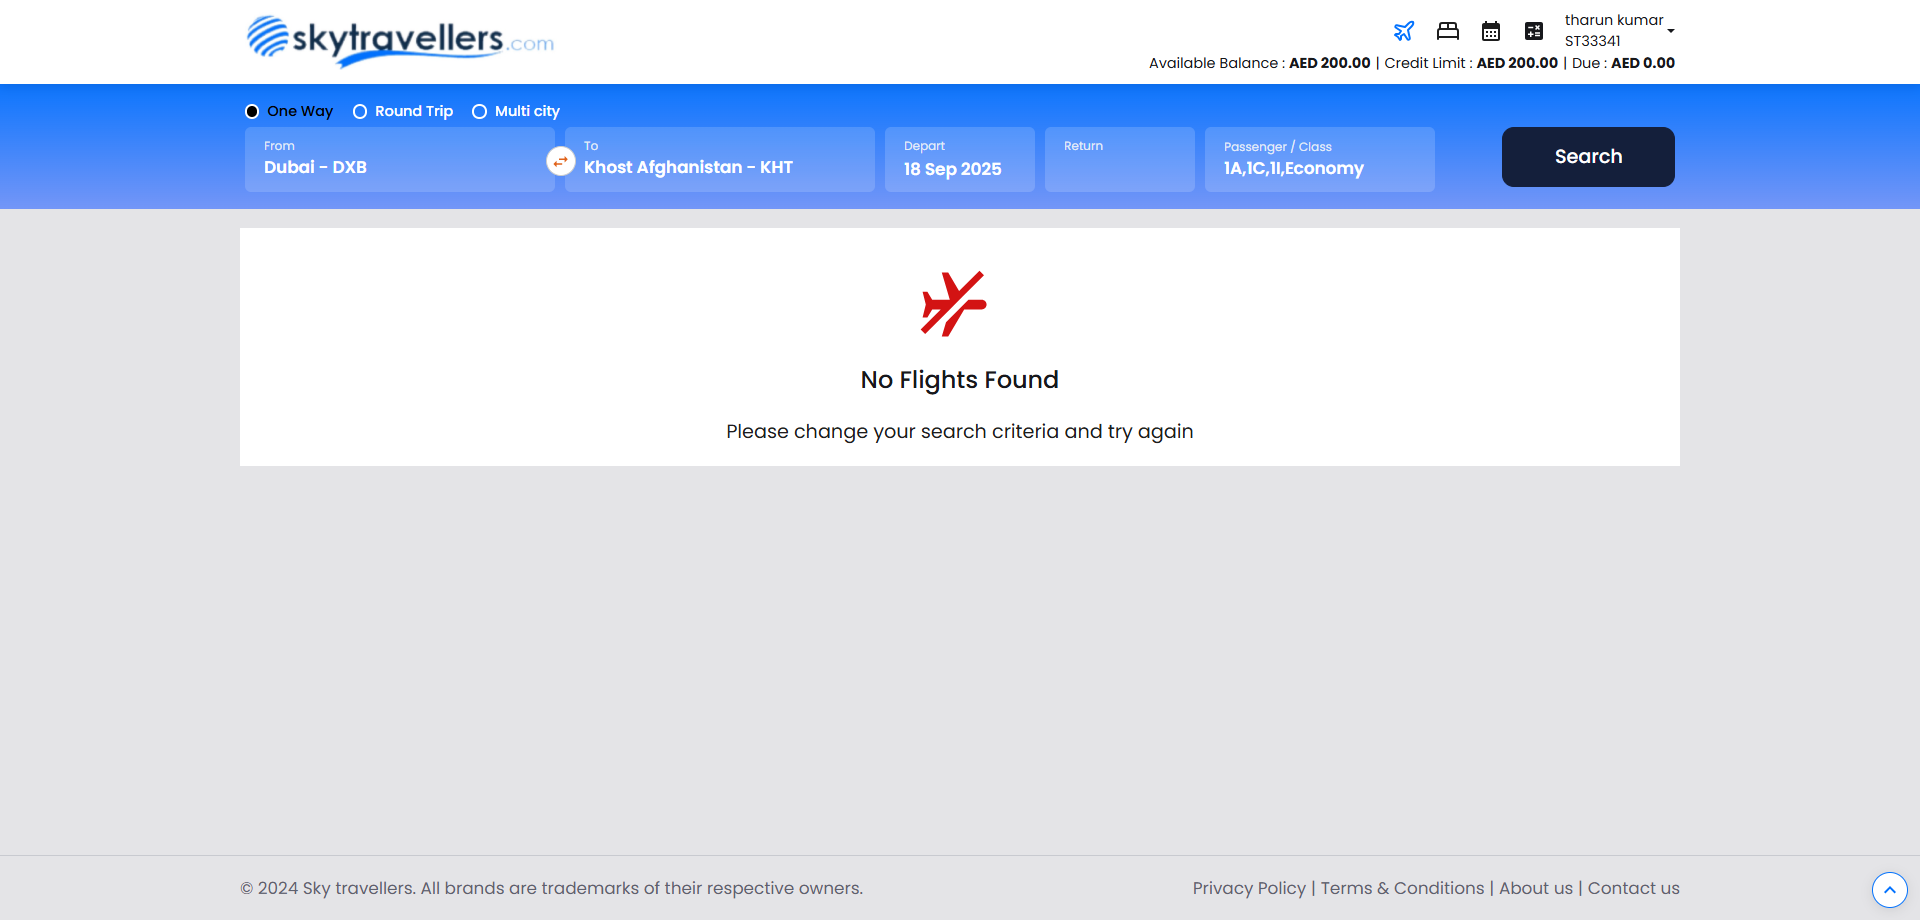 skytravellers.com
tharun kumar
ST33341
Available Balance : AED 200.00 | Credit Limit : AED 200.00 | Due : AED 0.00
One Way Round Trip Multi city
From
Dubai - DXB
To
Khost Afghanistan - KHT
Depart
18 Sep 2025
Return
Passenger / Class
1A,1C,1I,Economy
Search
No Flights Found
Please change your search criteria and try again
© 2024 Sky travellers. All brands are trademarks of their respective owners.
Privacy Policy | Terms & Conditions | About us | Contact us